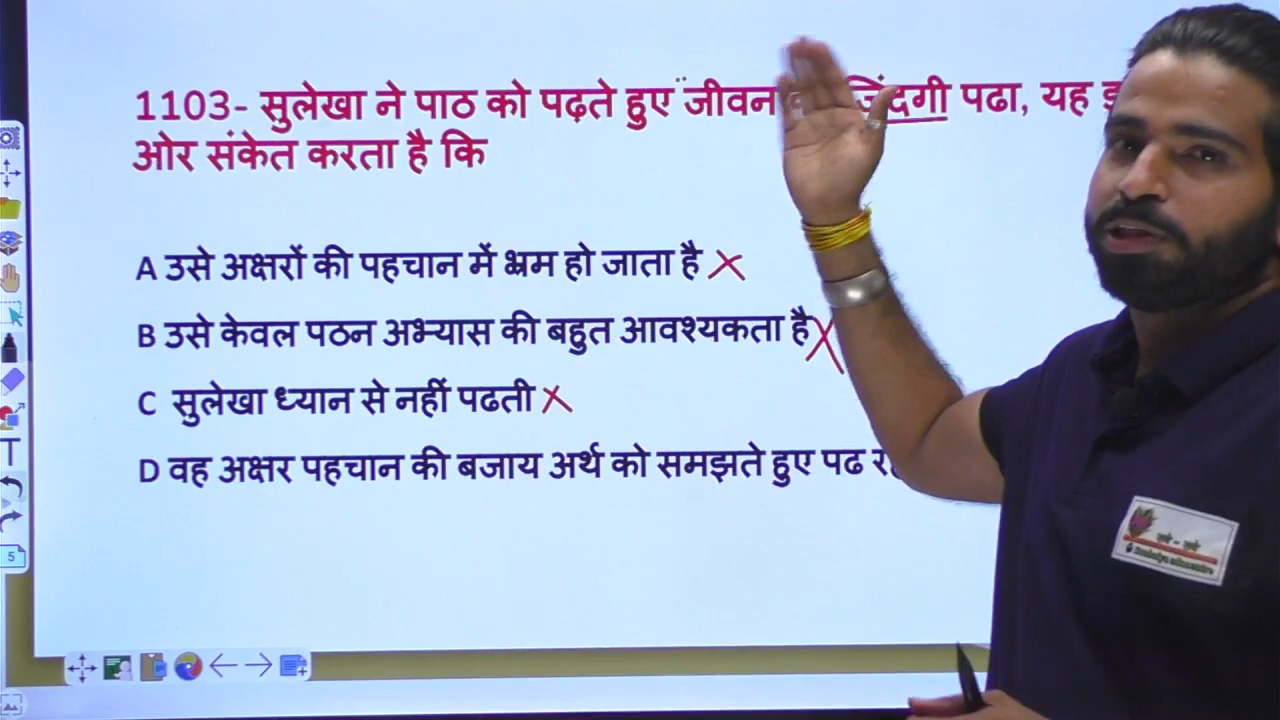 1103- सुलेखा ने पाठ को पढ़ते हुए जीवन जिंदगी पढा, यह
ओर संकेत करता है कि
A उसे अक्षरों की पहचान में भ्रम हो जाता है
B उसे केवल पठन अभ्यास की बहुत आवश्यकता है
C सुलेखा ध्यान से नहीं पढती
D वह अक्षर पहचान की बजाय अर्थ को समझते हुए पढ
T
5